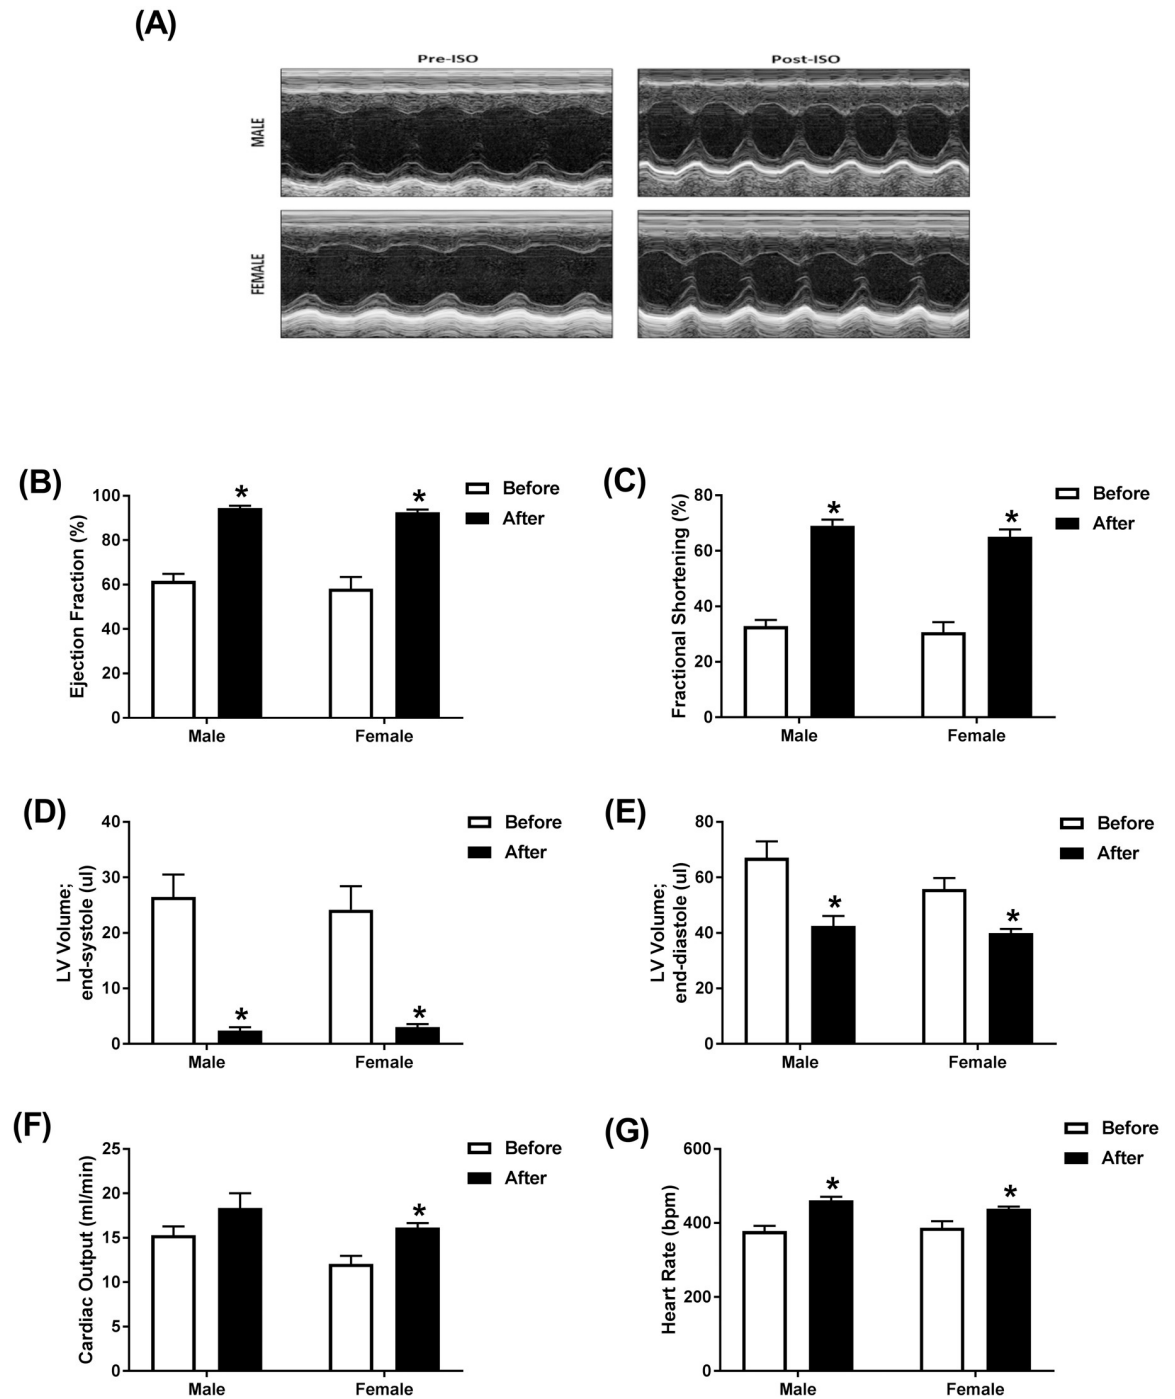 (A)
Pre-ISO Post-ISO
MALE
FEMALE
(B)
Ejection Fraction (%)
100
80
60
40
20
0
* *
Male Female
Before
After
(C)
Fractional Shortening (%)
80
60
40
20
0
* *
Male Female
Before
After
(D)
LV Volume;
end-systole (ul)
40
30
20
10
0
* *
Male Female
Before
After
(E)
LV Volume;
end-diastole (ul)
80
60
40
20
0
* *
Male Female
Before
After
(F)
Cardiac Output (ml/min)
25
20
15
10
5
0
*
Male Female
Before
After
(G)
Heart Rate (bpm)
600
400
200
0
* *
Male Female
Before
After